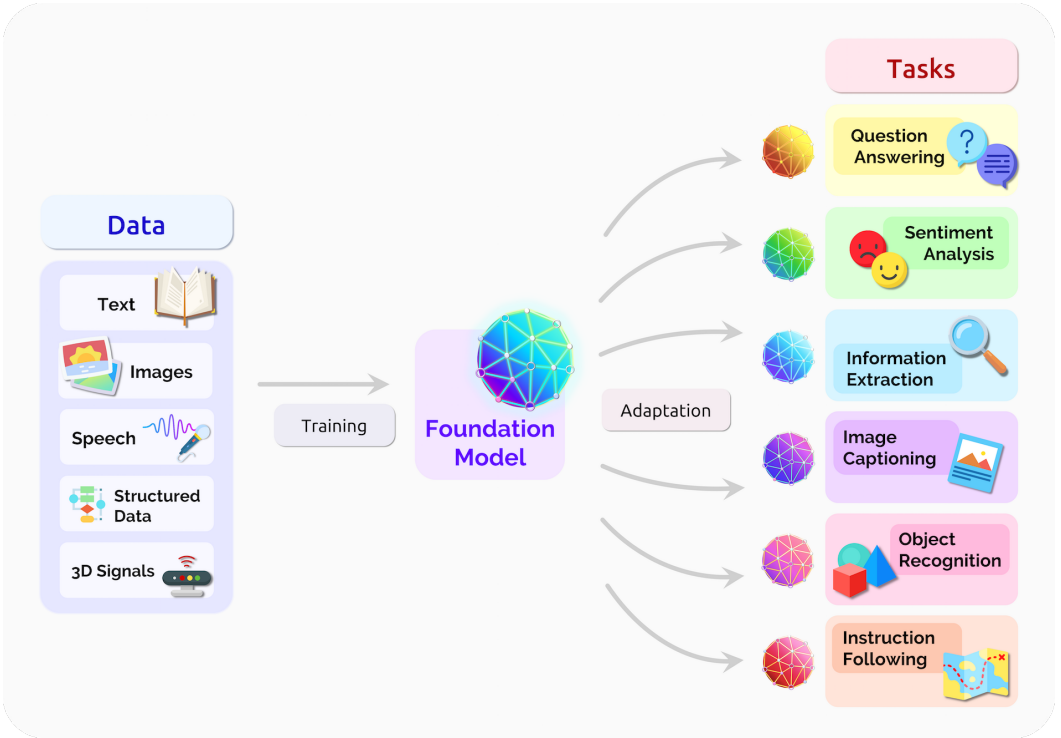 Data
Text
Images
Speech
Structured
Data
3D Signals
Training
Foundation
Model
Adaptation
Tasks
Question
Answering
?
Sentiment
Analysis
Information
Extraction
Image
Captioning
Object
Recognition
Instruction
Following